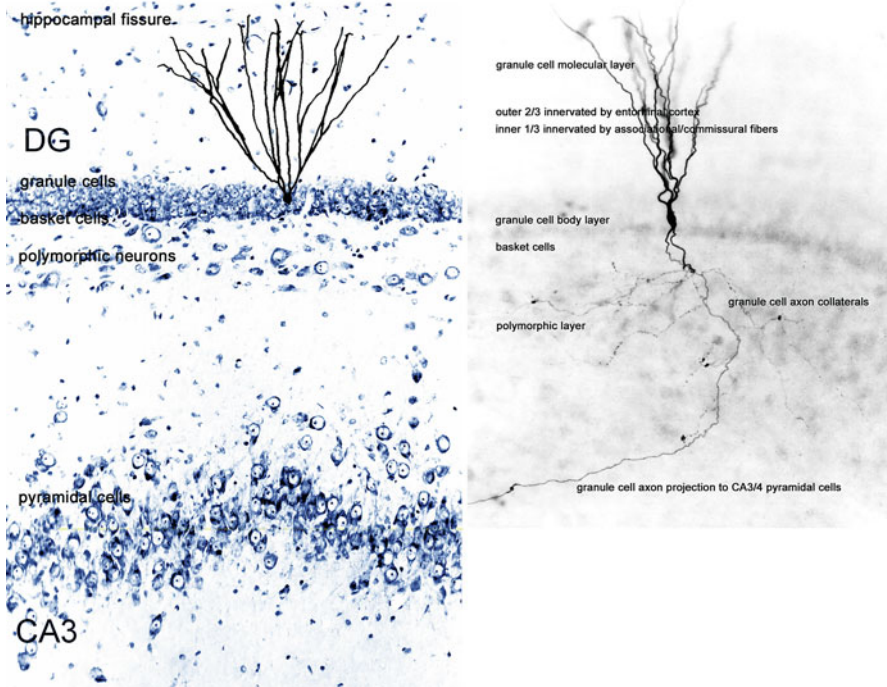 hippocampal fissure
DG
granule cells
basket cells
polymorphic neurons
pyramidal cells
CA3
granule cell molecular layer
outer 2/3 innervated by entorhinal cortex
inner 1/3 innervated by associational/commissural fibers
granule cell body layer
basket cells
granule cell axon collaterals
polymorphic layer
granule cell axon projection to CA3/4 pyramidal cells